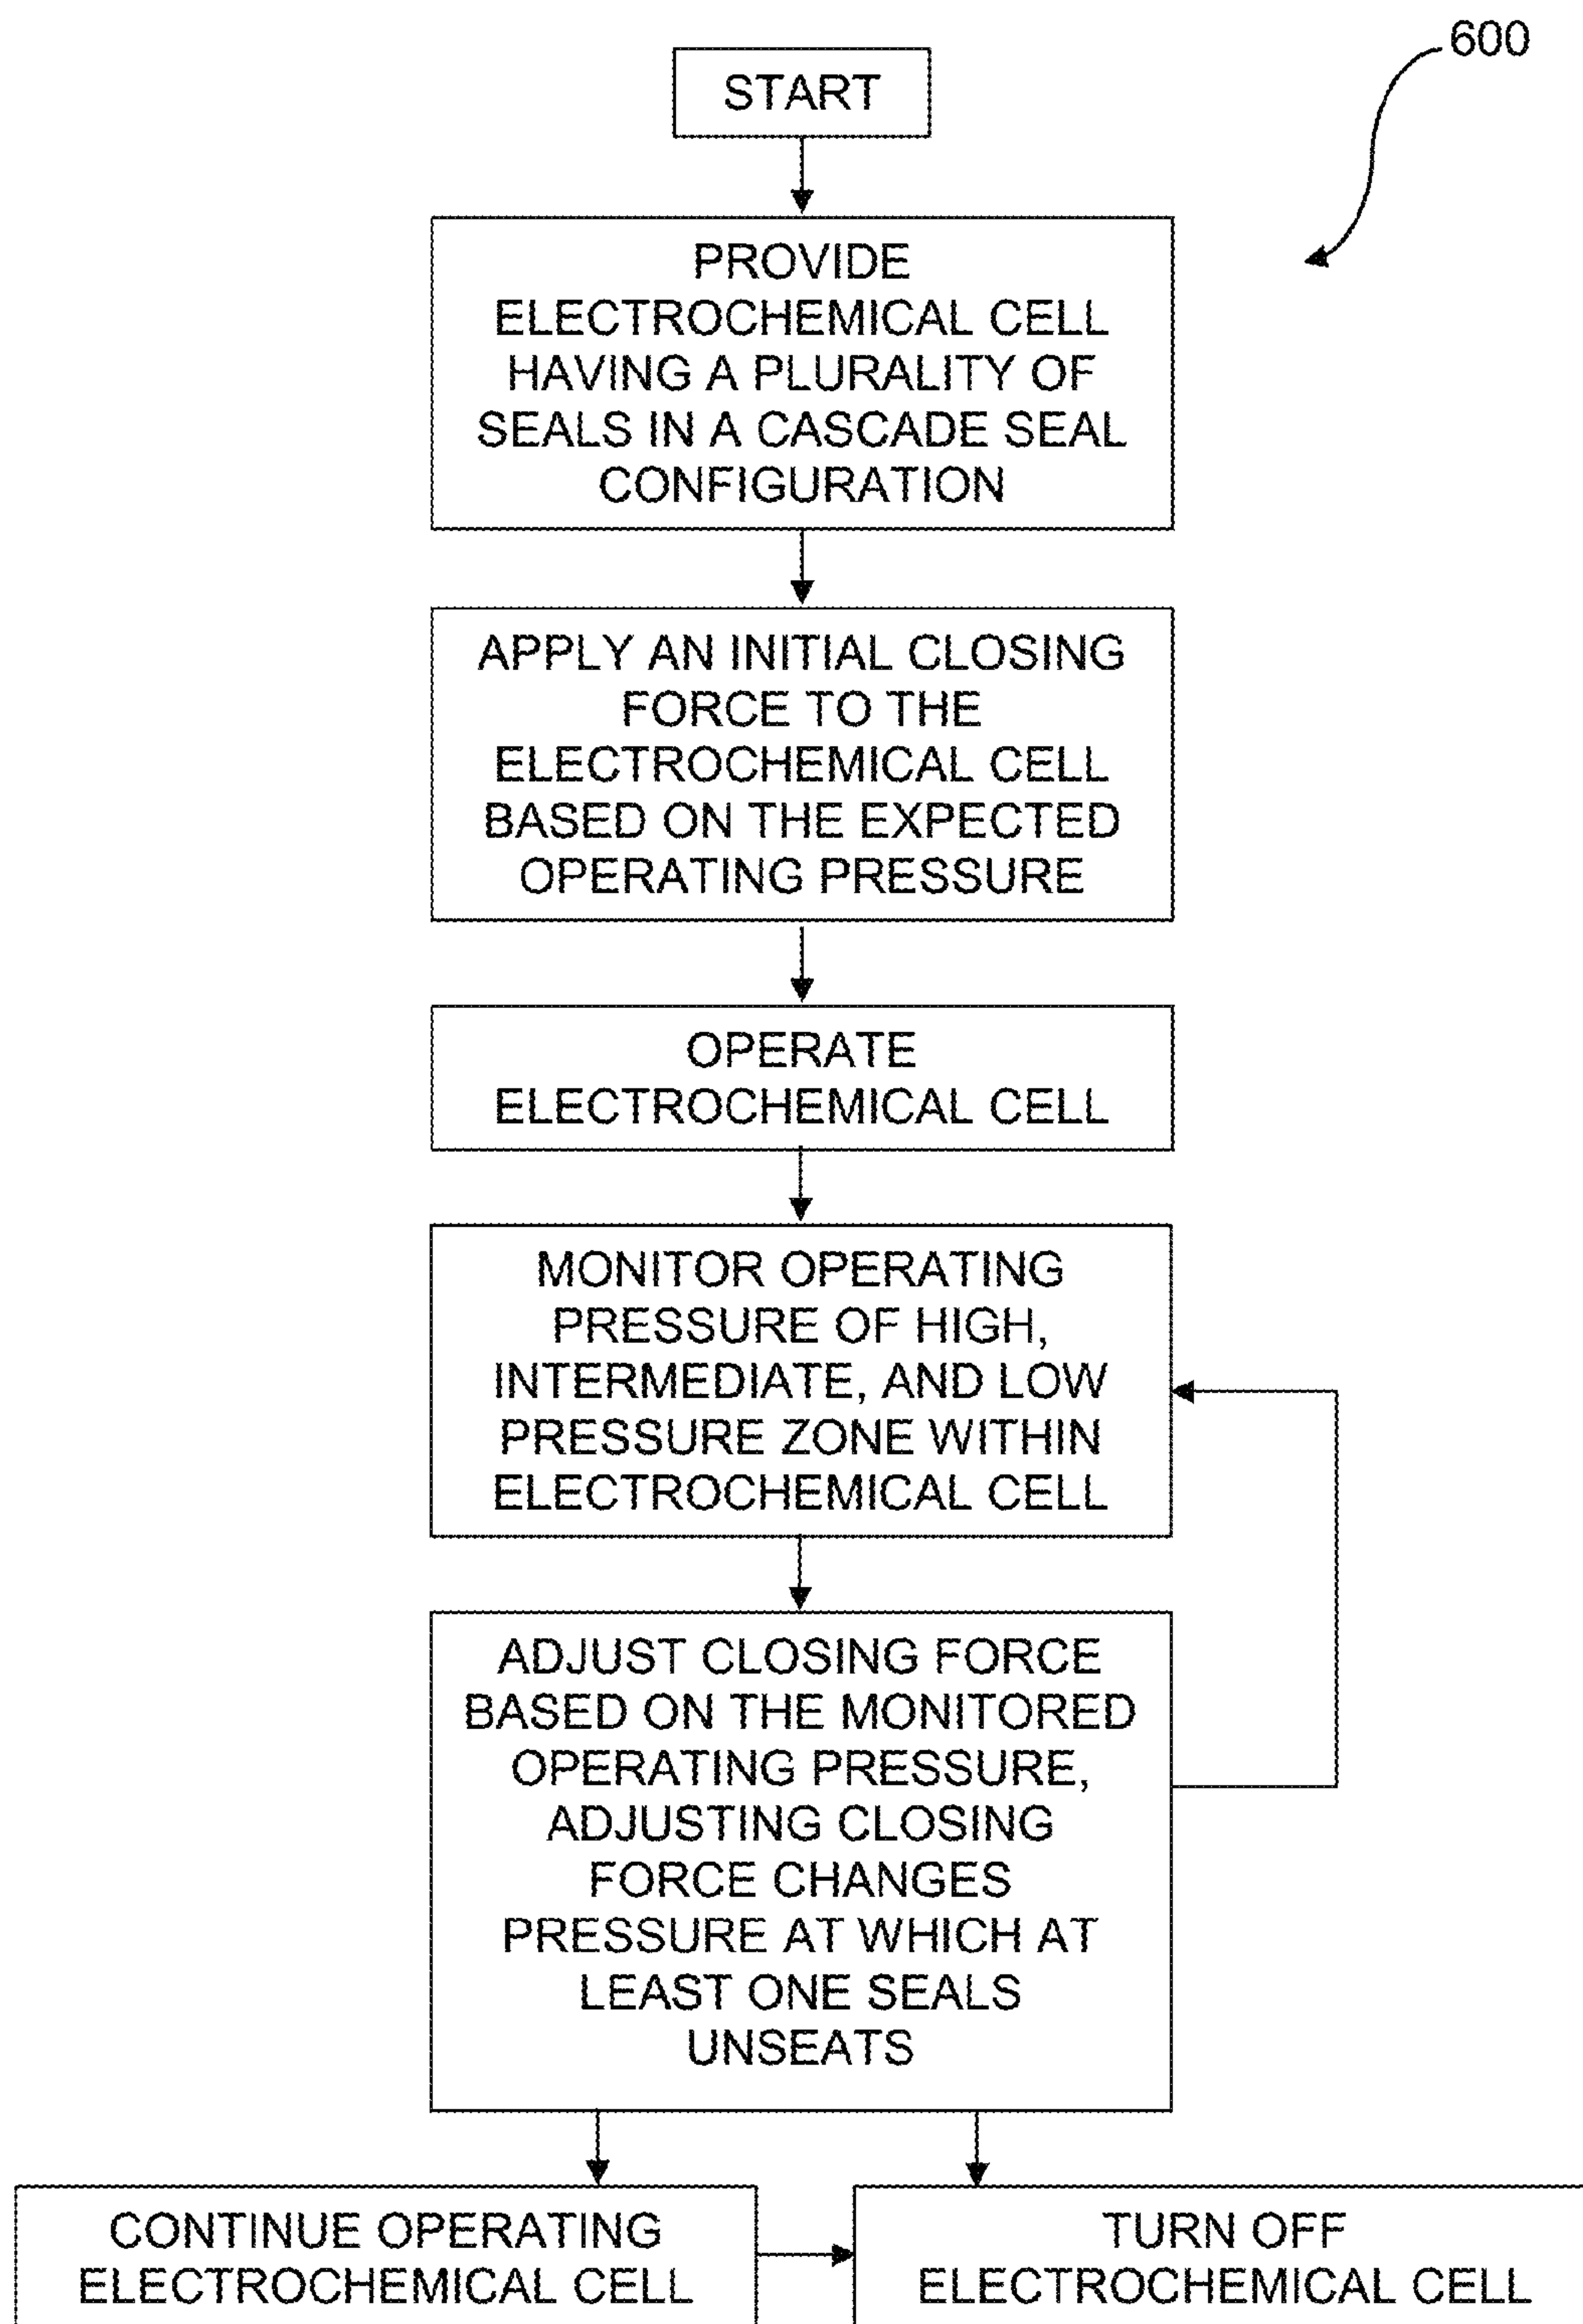 600
START
PROVIDE
ELECTROCHEMICAL CELL
HAVING A PLURALITY OF
SEALS IN A CASCADE SEAL
CONFIGURATION
APPLY AN INITIAL CLOSING
FORCE TO THE
ELECTROCHEMICAL CELL
BASED ON THE EXPECTED
OPERATING PRESSURE
OPERATE
ELECTROCHEMICAL CELL
MONITOR OPERATING
PRESSURE OF HIGH,
INTERMEDIATE, AND LOW
PRESSURE ZONE WITHIN
ELECTROCHEMICAL CELL
ADJUST CLOSING FORCE
BASED ON THE MONITORED
OPERATING PRESSURE,
ADJUSTING CLOSING
FORCE CHANGES
PRESSURE AT WHICH AT
LEAST ONE SEALS
UNSEATS
CONTINUE OPERATING
ELECTROCHEMICAL CELL
TURN OFF
ELECTROCHEMICAL CELL